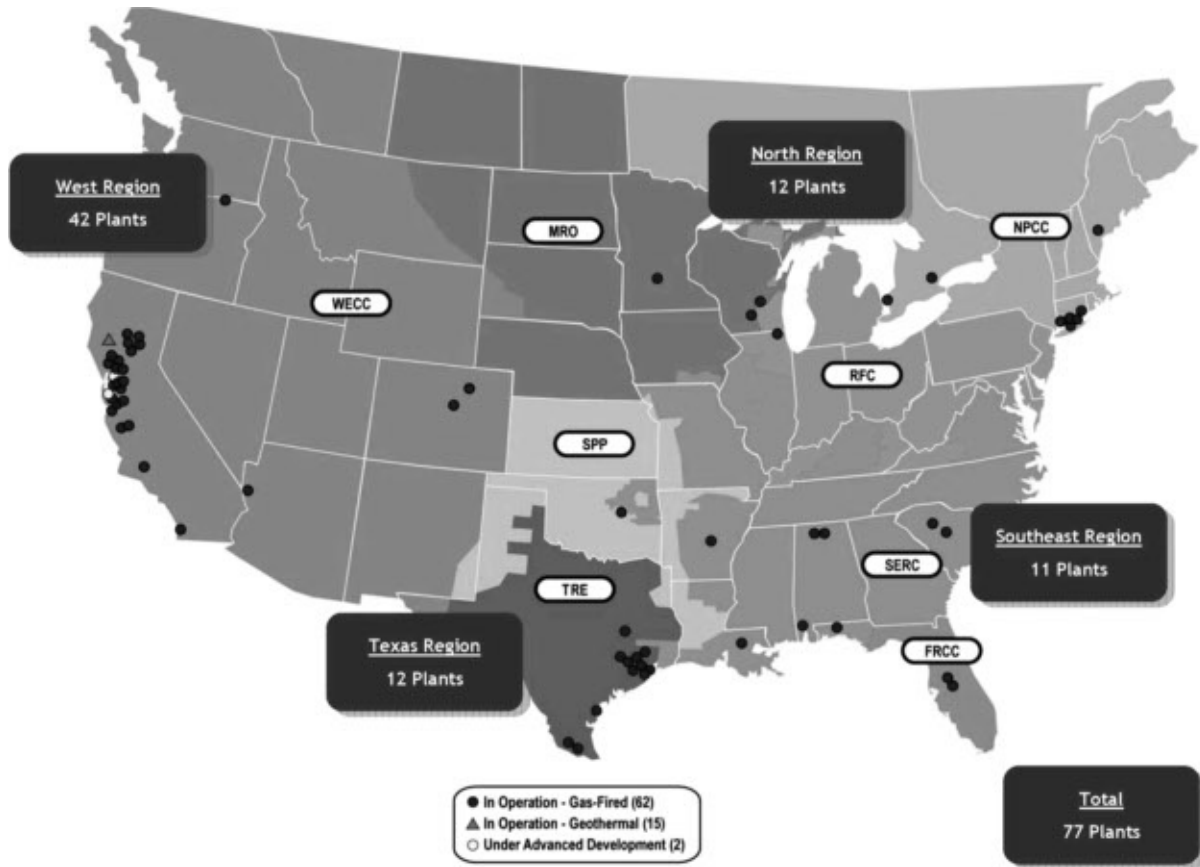 North Region
12 Plants
West Region
42 Plants
MRO
NPCC
WECC
RFC
SPP
Southeast Region
11 Plants
SERC
TRE
Texas Region
12 Plants
FRCC
In Operation - Gas-Fired (62)
In Operation - Geothermal (15)
Under Advanced Development (2)
Total
77 Plants